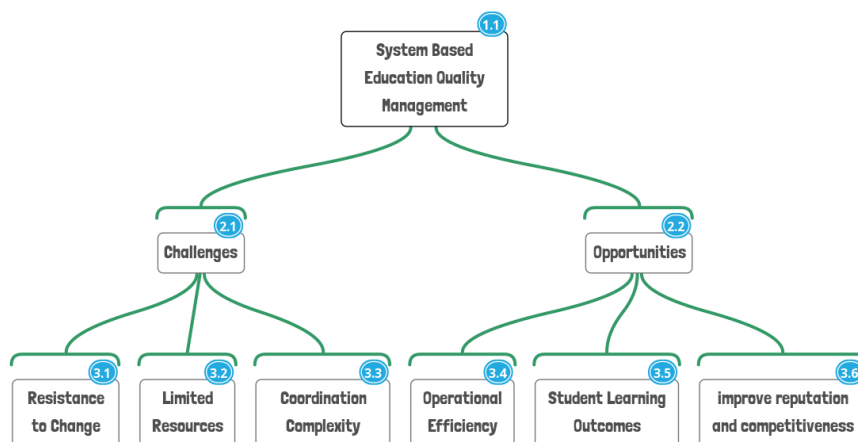 1.1
System Based
Education Quality
Management
2.1
Challenges
2.2
Opportunities
3.1
Resistance
to Change
3.2
Limited
Resources
3.3
Coordination
Complexity
3.4
Operational
Efficiency
3.5
Student Learning
Outcomes
3.6
improve reputation
and competitiveness